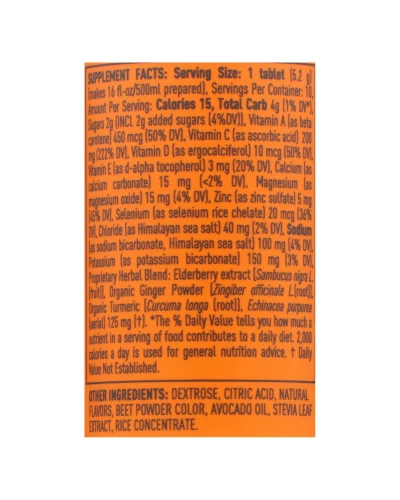 SUPPLEMENT FACTS: Serving Size: 1 tablet (5.2 g)
(makes 16 fl-oz/500ml prepared), Servings Per Container: 10,
Amount Per Serving: Calories 15, Total Carb 4g (1% DV*),
Sugars 2g (INCL 2g added sugars (4%DV)), Vitamin A (as beta
carotene) 450 mcg (50% DV), Vitamin C (as ascorbic acid) 200
mg (222% DV), Vitamin D (as ergolciferol) 10 mcg (50% DV),
Vitamin E (as d-alpha tocopherol) 3 mg (20% DV), Calcium (as
calcium carbonate) 15 mg (<2% DV), Magnesium (as
magnesium oxide) 15 mg (4% DV), Zinc (as zinc sulfate) 5 mg
(45% DV), Selenium (as selenium rice chelate) 20 mcg (36%
DV), Chloride (as Himalayan sea salt) 40 mg (2% DV), Sodium
(as sodium bicarbonate, Himalayan sea salt) 100 mg (4% DV),
Potassium (as potassium bicarbonate) 150 mg (3% DV),
Proprietary Herbal Blend: Elderberry extract [Sambucus nigra L.
(fruit)], Organic Ginger Powder [Zingiber officinale L.(root)],
Organic Turmeric [Curcuma longa (root)], Echinacea purpurea
(aerial) 125 mg (†). *The % Daily Value tells you how much a
nutrient in a serving of food contributes to a daily diet. 2,000
calories a day is used for general nutrition advice. † Daily
Value Not Established.
OTHER INGREDIENTS: DEXTROSE, CITRIC ACID, NATURAL
FLAVORS, BEET POWDER COLOR, AVOCADO OIL, STEVIA LEAF
EXTRACT, RICE CONCENTRATE.